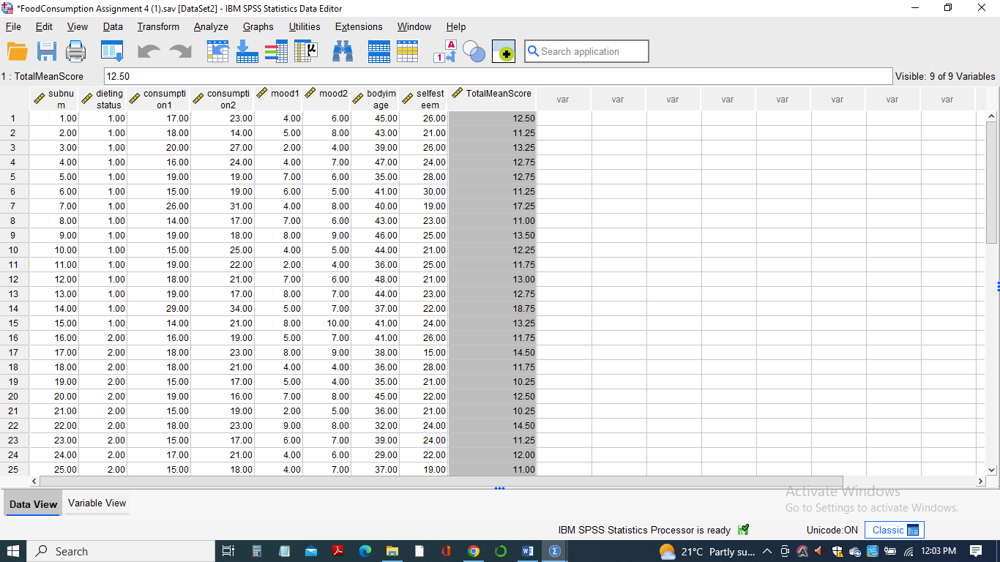 *FoodConsumption Assignment 4 (1).sav [DataSet2] - IBM SPSS Statistics Data Editor
File Edit View Data Transform Analyze Graphs Utilities Extensions Window Help
Search application
1 : TotalMeanScore 12.50 Visible: 9 of 9 Variables
subnum dietingstatus consumption1 consumption2 mood1 mood2 bodyimage selfesteem TotalMeanScore var var var var var var var var
1 1.00 1.00 17.00 23.00 4.00 6.00 45.00 26.00 12.50
2 2.00 1.00 18.00 14.00 5.00 8.00 43.00 21.00 11.25
3 3.00 1.00 20.00 27.00 2.00 4.00 39.00 26.00 13.25
4 4.00 1.00 16.00 24.00 4.00 7.00 47.00 24.00 12.75
5 5.00 1.00 19.00 19.00 7.00 6.00 35.00 28.00 12.75
6 6.00 1.00 15.00 19.00 6.00 5.00 41.00 30.00 11.25
7 7.00 1.00 26.00 31.00 4.00 8.00 40.00 19.00 17.25
8 8.00 1.00 14.00 17.00 7.00 6.00 43.00 23.00 11.00
9 9.00 1.00 19.00 18.00 8.00 9.00 46.00 25.00 13.50
10 10.00 1.00 15.00 25.00 4.00 5.00 44.00 21.00 12.25
11 11.00 1.00 19.00 22.00 2.00 4.00 36.00 25.00 11.75
12 12.00 1.00 18.00 21.00 7.00 6.00 48.00 21.00 13.00
13 13.00 1.00 19.00 17.00 8.00 7.00 44.00 23.00 12.75
14 14.00 1.00 29.00 34.00 5.00 7.00 37.00 22.00 18.75
15 15.00 1.00 14.00 21.00 8.00 10.00 41.00 24.00 13.25
16 16.00 2.00 16.00 19.00 5.00 7.00 41.00 26.00 11.75
17 17.00 2.00 18.00 23.00 8.00 9.00 38.00 15.00 14.50
18 18.00 2.00 18.00 21.00 4.00 4.00 36.00 28.00 11.75
19 19.00 2.00 15.00 17.00 5.00 4.00 35.00 21.00 10.25
20 20.00 2.00 19.00 16.00 7.00 8.00 45.00 22.00 12.50
21 21.00 2.00 15.00 19.00 2.00 5.00 36.00 21.00 10.25
22 22.00 2.00 18.00 23.00 9.00 8.00 32.00 24.00 14.50
23 23.00 2.00 15.00 17.00 6.00 7.00 39.00 24.00 11.25
24 24.00 2.00 17.00 21.00 4.00 6.00 29.00 22.00 12.00
25 25.00 2.00 15.00 18.00 4.00 7.00 37.00 19.00 11.00
Data View Variable View
Activate Windows
Go to Settings to activate Windows.
IBM SPSS Statistics Processor is ready Unicode:ON Classic
Search 21°C Partly su... 12:03 PM